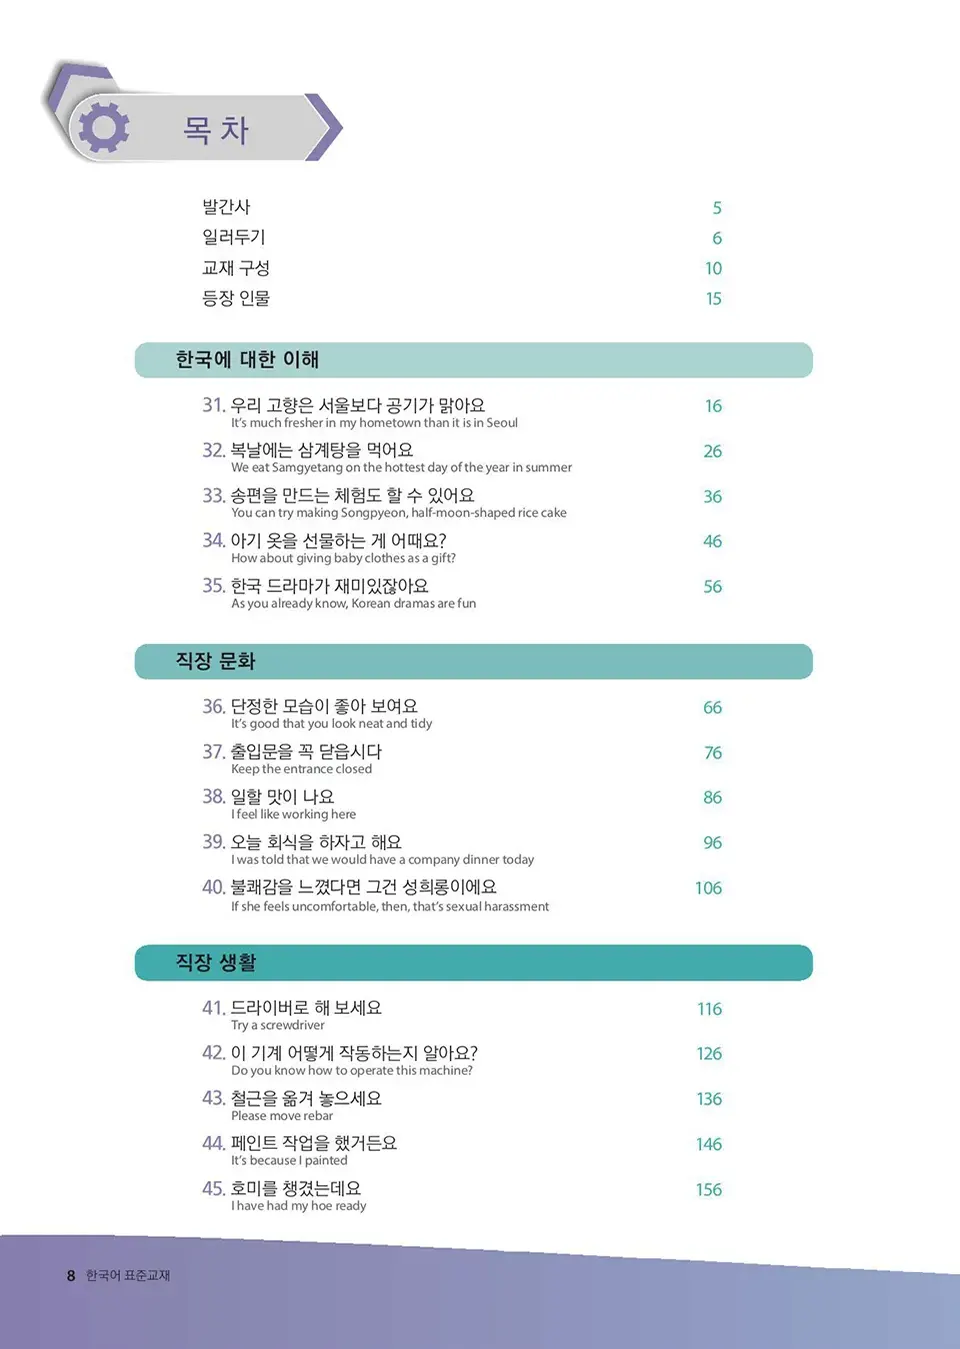 목 차
발간사 5
일러두기 6
교재 구성 10
등장 인물 15
한국에 대한 이해
31. 우리 고향은 서울보다 공기가 맑아요 16
It's much fresher in my hometown than it is in Seoul
32. 복날에는 삼계탕을 먹어요 26
We eat Samgyetang on the hottest day of the year in summer
33. 송편을 만드는 체험도 할 수 있어요 36
You can try making Songpyeon, half-moon-shaped rice cake
34. 아기 옷을 선물하는 게 어때요? 46
How about giving baby clothes as a gift?
35. 한국 드라마가 재미있잖아요 56
As you already know, Korean dramas are fun
직장 문화
36. 단정한 모습이 좋아 보여요 66
It's good that you look neat and tidy
37. 출입문을 꼭 닫읍시다 76
Keep the entrance closed
38. 일할 맛이 나요 86
I feel like working here
39. 오늘 회식을 하자고 해요 96
I was told that we would have a company dinner today
40. 불쾌감을 느꼈다면 그건 성희롱이에요 106
If she feels uncomfortable, then, that's sexual harassment
직장 생활
41. 드라이버로 해 보세요 116
Try a screwdriver
42. 이 기계 어떻게 작동하는지 알아요? 126
Do you know how to operate this machine?
43. 철근을 옮겨 놓으세요 136
Please move rebar
44. 페인트 작업을 했거든요 146
It's because I painted
45. 호미를 챙겼는데요 156
I have had my hoe ready
8 한국어 표준교재